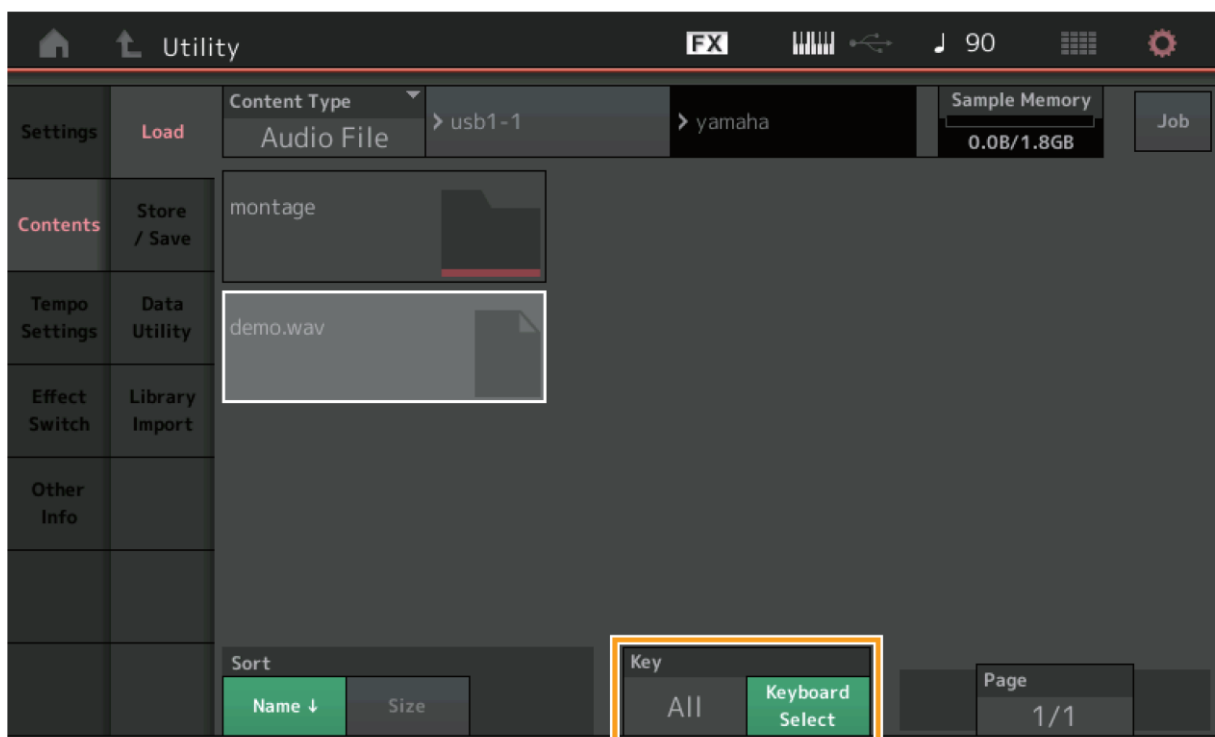 Utility
FX
90
Settings
Load
Content Type
Audio File
> usb1-1
> yamaha
Sample Memory
0.0B/1.8GB
Job
Contents
Store
/ Save
montage
Tempo
Settings
Data
Utility
demo.wav
Effect
Switch
Library
Import
Other
Info
Sort
Name ↓
Size
Key
All
Keyboard
Select
Page
1/1